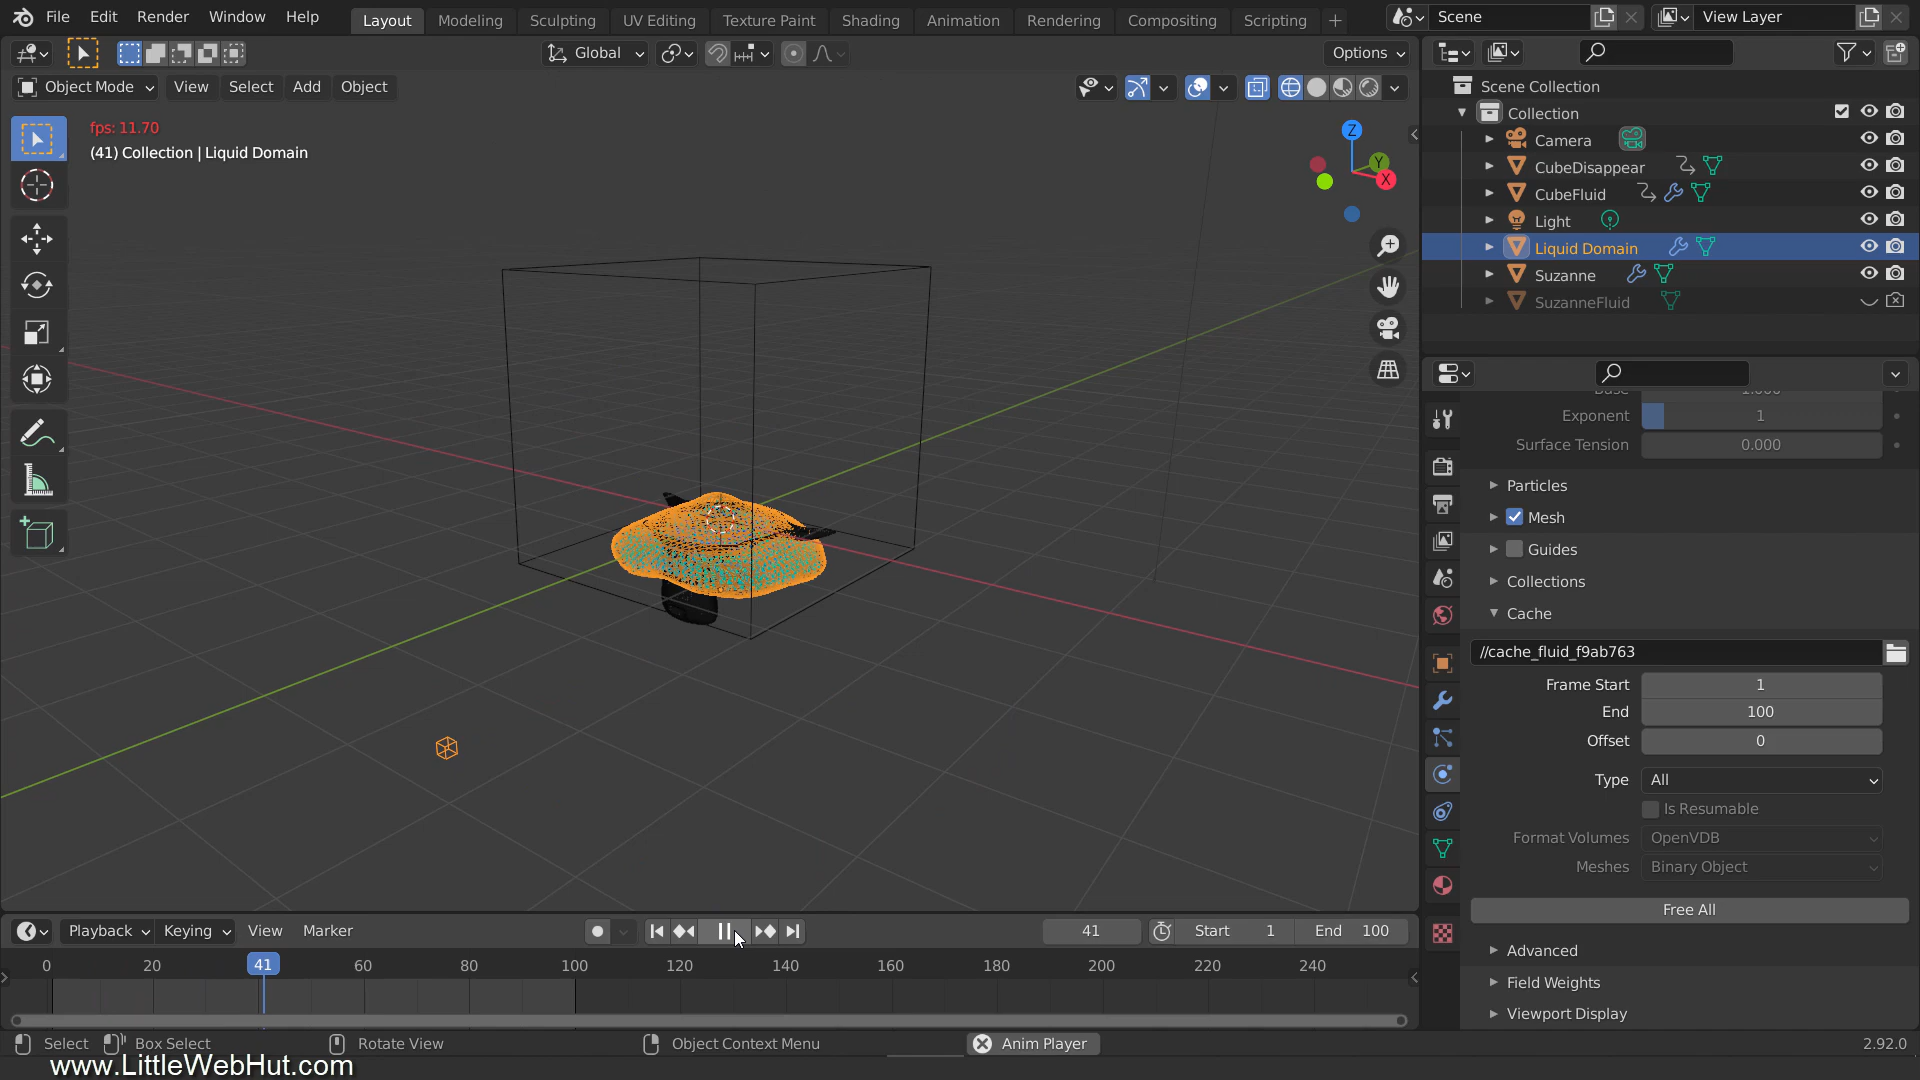 File Edit Render Window Help
Layout Modeling Sculpting UV Editing Texture Paint Shading Animation Rendering Compositing Scripting
Scene
View Layer
Global
Options
Object Mode View Select Add Object
fps: 11.70
(41) Collection | Liquid Domain
Z
Y
X
Scene Collection
Collection
Camera
CubeDisappear
CubeFluid
Light
Liquid Domain
Suzanne
SuzanneFluid
Base 1.000
Exponent 1
Surface Tension 0.000
Particles
Mesh
Guides
Collections
Cache
//cache_fluid_f9ab763
Frame Start 1
End 100
Offset 0
Type All
Is Resumable
Format Volumes OpenVDB
Meshes Binary Object
Free All
Advanced
Field Weights
Viewport Display
Playback Keying View Marker
41 Start 1 End 100
0 20 41 60 80 100 120 140 160 180 200 220 240
Select Box Select Rotate View Object Context Menu Anim Player 2.92.0
www.LittleWebHut.com